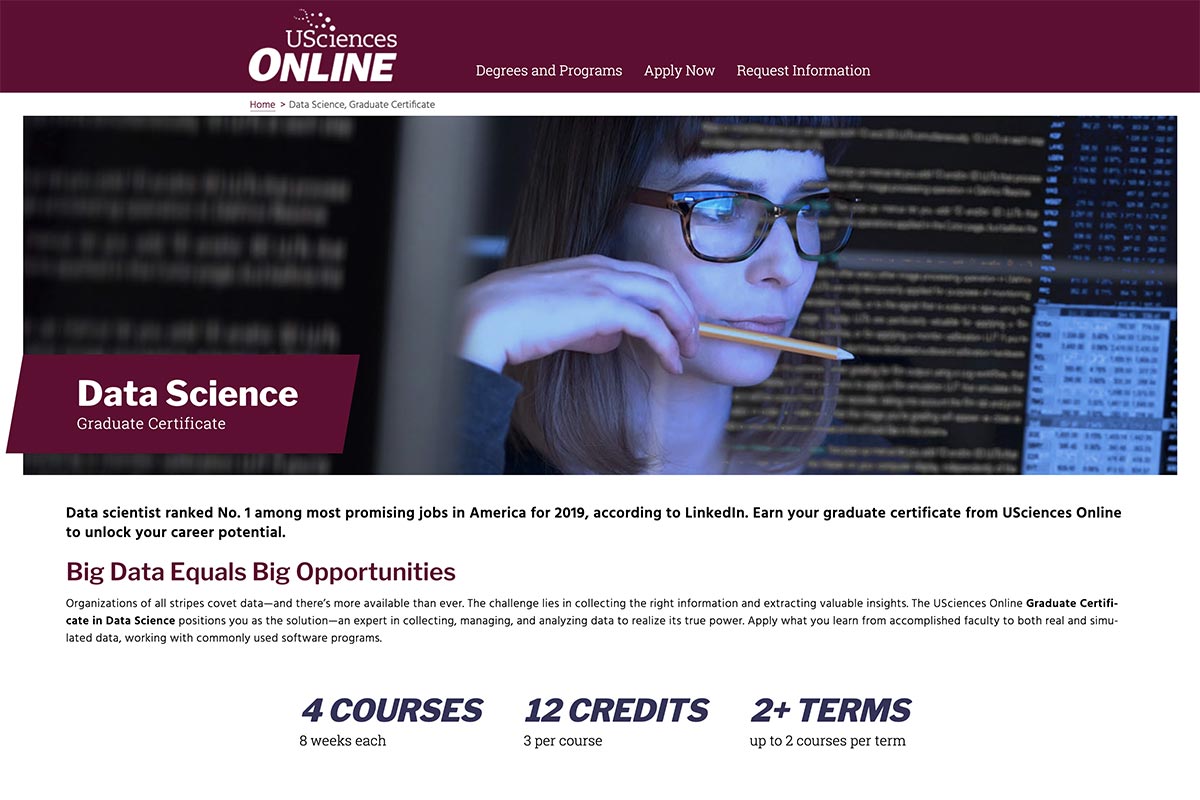 USciences
ONLINE
Degrees and Programs Apply Now Request Information
Home > Data Science, Graduate Certificate
Data Science
Graduate Certificate
Data scientist ranked No. 1 among most promising jobs in America for 2019, according to LinkedIn. Earn your graduate certificate from USciences Online
to unlock your career potential.
Big Data Equals Big Opportunities
Organizations of all stripes covet data—and there’s more available than ever. The challenge lies in collecting the right information and extracting valuable insights. The USciences Online Graduate Certifi-
cate in Data Science positions you as the solution—an expert in collecting, managing, and analyzing data to realize its true power. Apply what you learn from accomplished faculty to both real and simu-
lated data, working with commonly used software programs.
4 COURSES 12 CREDITS 2+ TERMS
8 weeks each 3 per course up to 2 courses per term